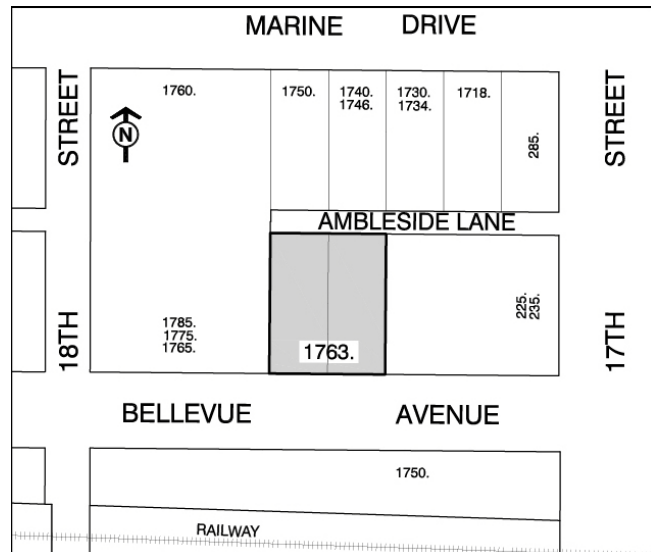 MARINE DRIVE
STREET
STREET
1760.
1750.
1740.
1746.
1730.
1734.
1718.
285.
N
AMBLESIDE LANE
18TH
17TH
1785.
1775.
1765.
1763.
225.
235.
BELLEVUE AVENUE
1750.
RAILWAY